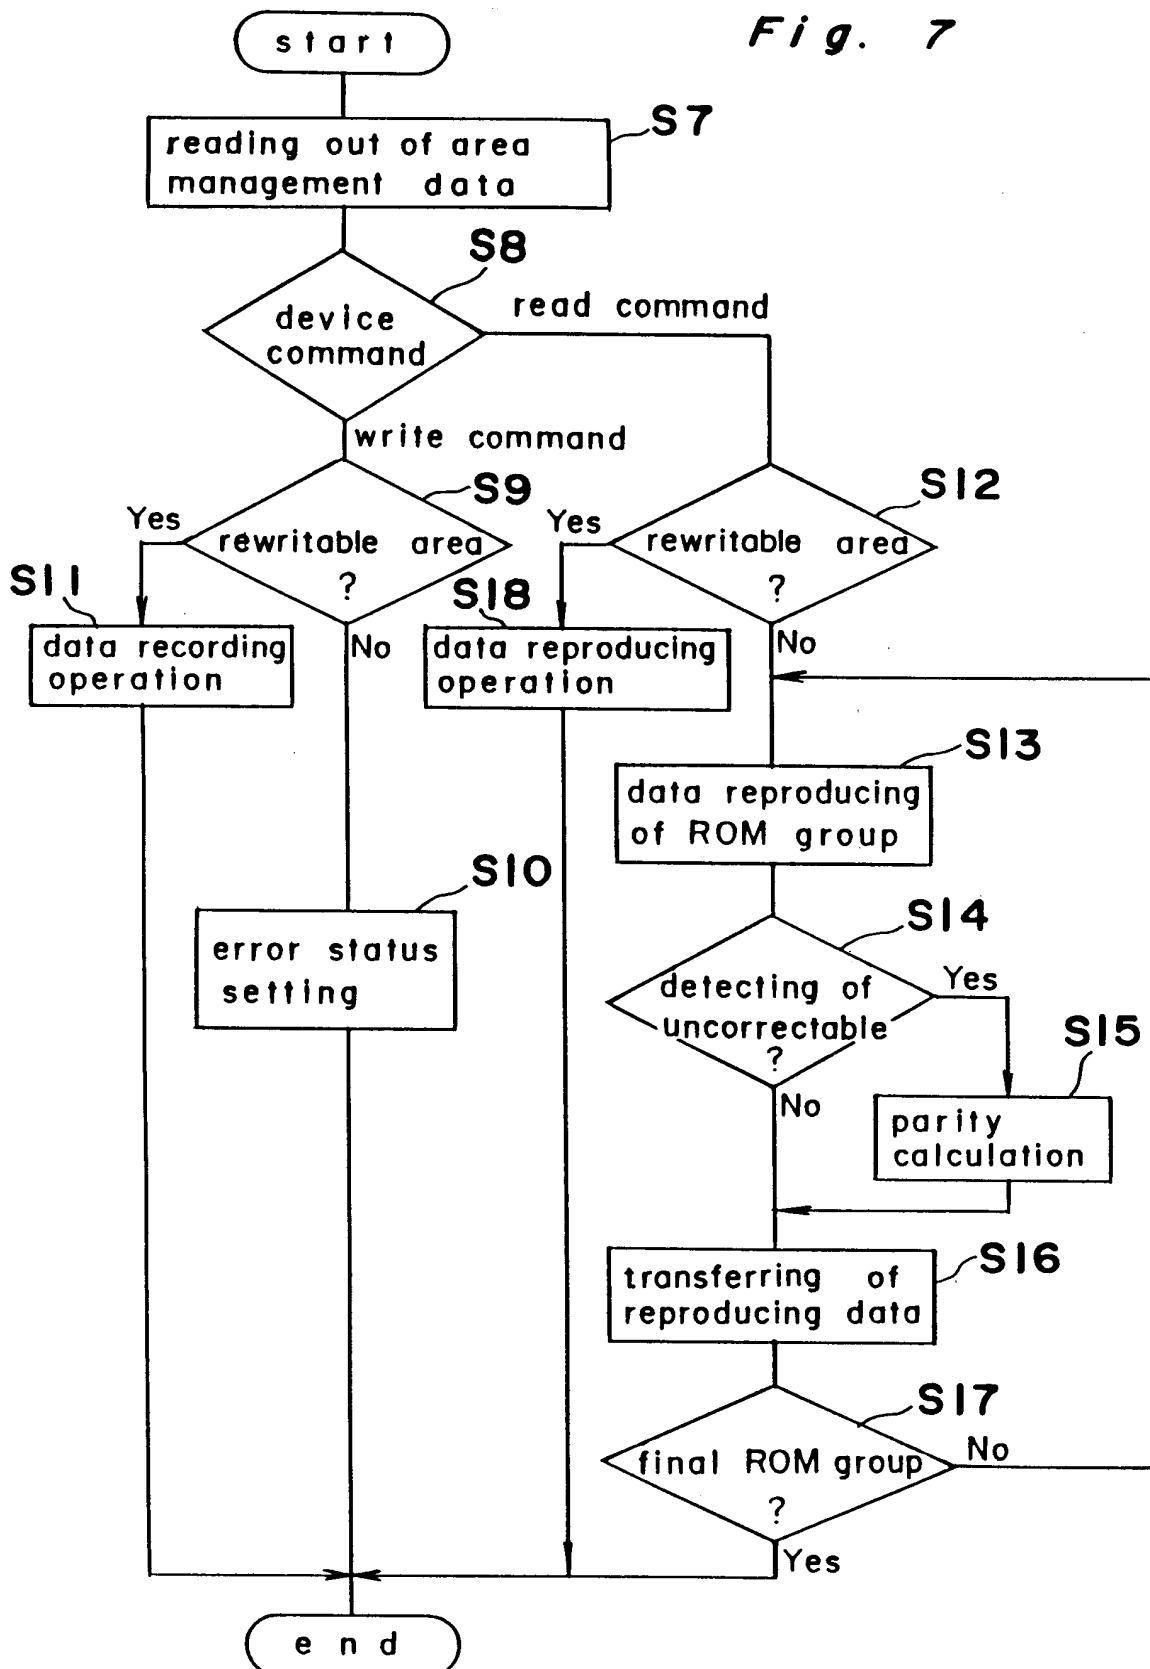 Fig. 7
start
S7
reading out of area
management data
S8
device
command
read command
write command
S9
Yes
rewritable area
?
No
S12
Yes
rewritable area
?
No
S11
data recording
operation
S18
data reproducing
operation
S13
data reproducing
of ROM group
S10
error status
setting
S14
detecting of
uncorrectable
?
Yes
No
S15
parity
calculation
S16
transferring of
reproducing data
S17
final ROM group
?
No
Yes
end